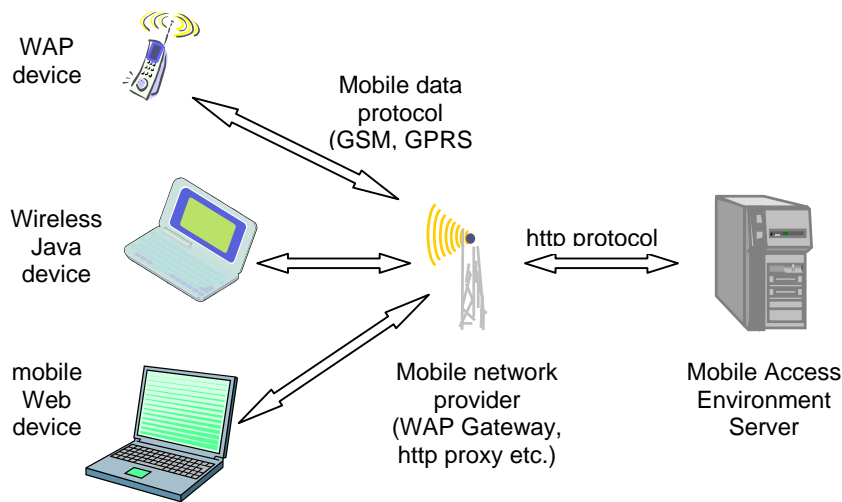 WAP
device
Mobile data
protocol
(GSM, GPRS
Wireless
Java
device
http protocol
mobile
Web
device
Mobile network
provider
(WAP Gateway,
http proxy etc.)
Mobile Access
Environment
Server